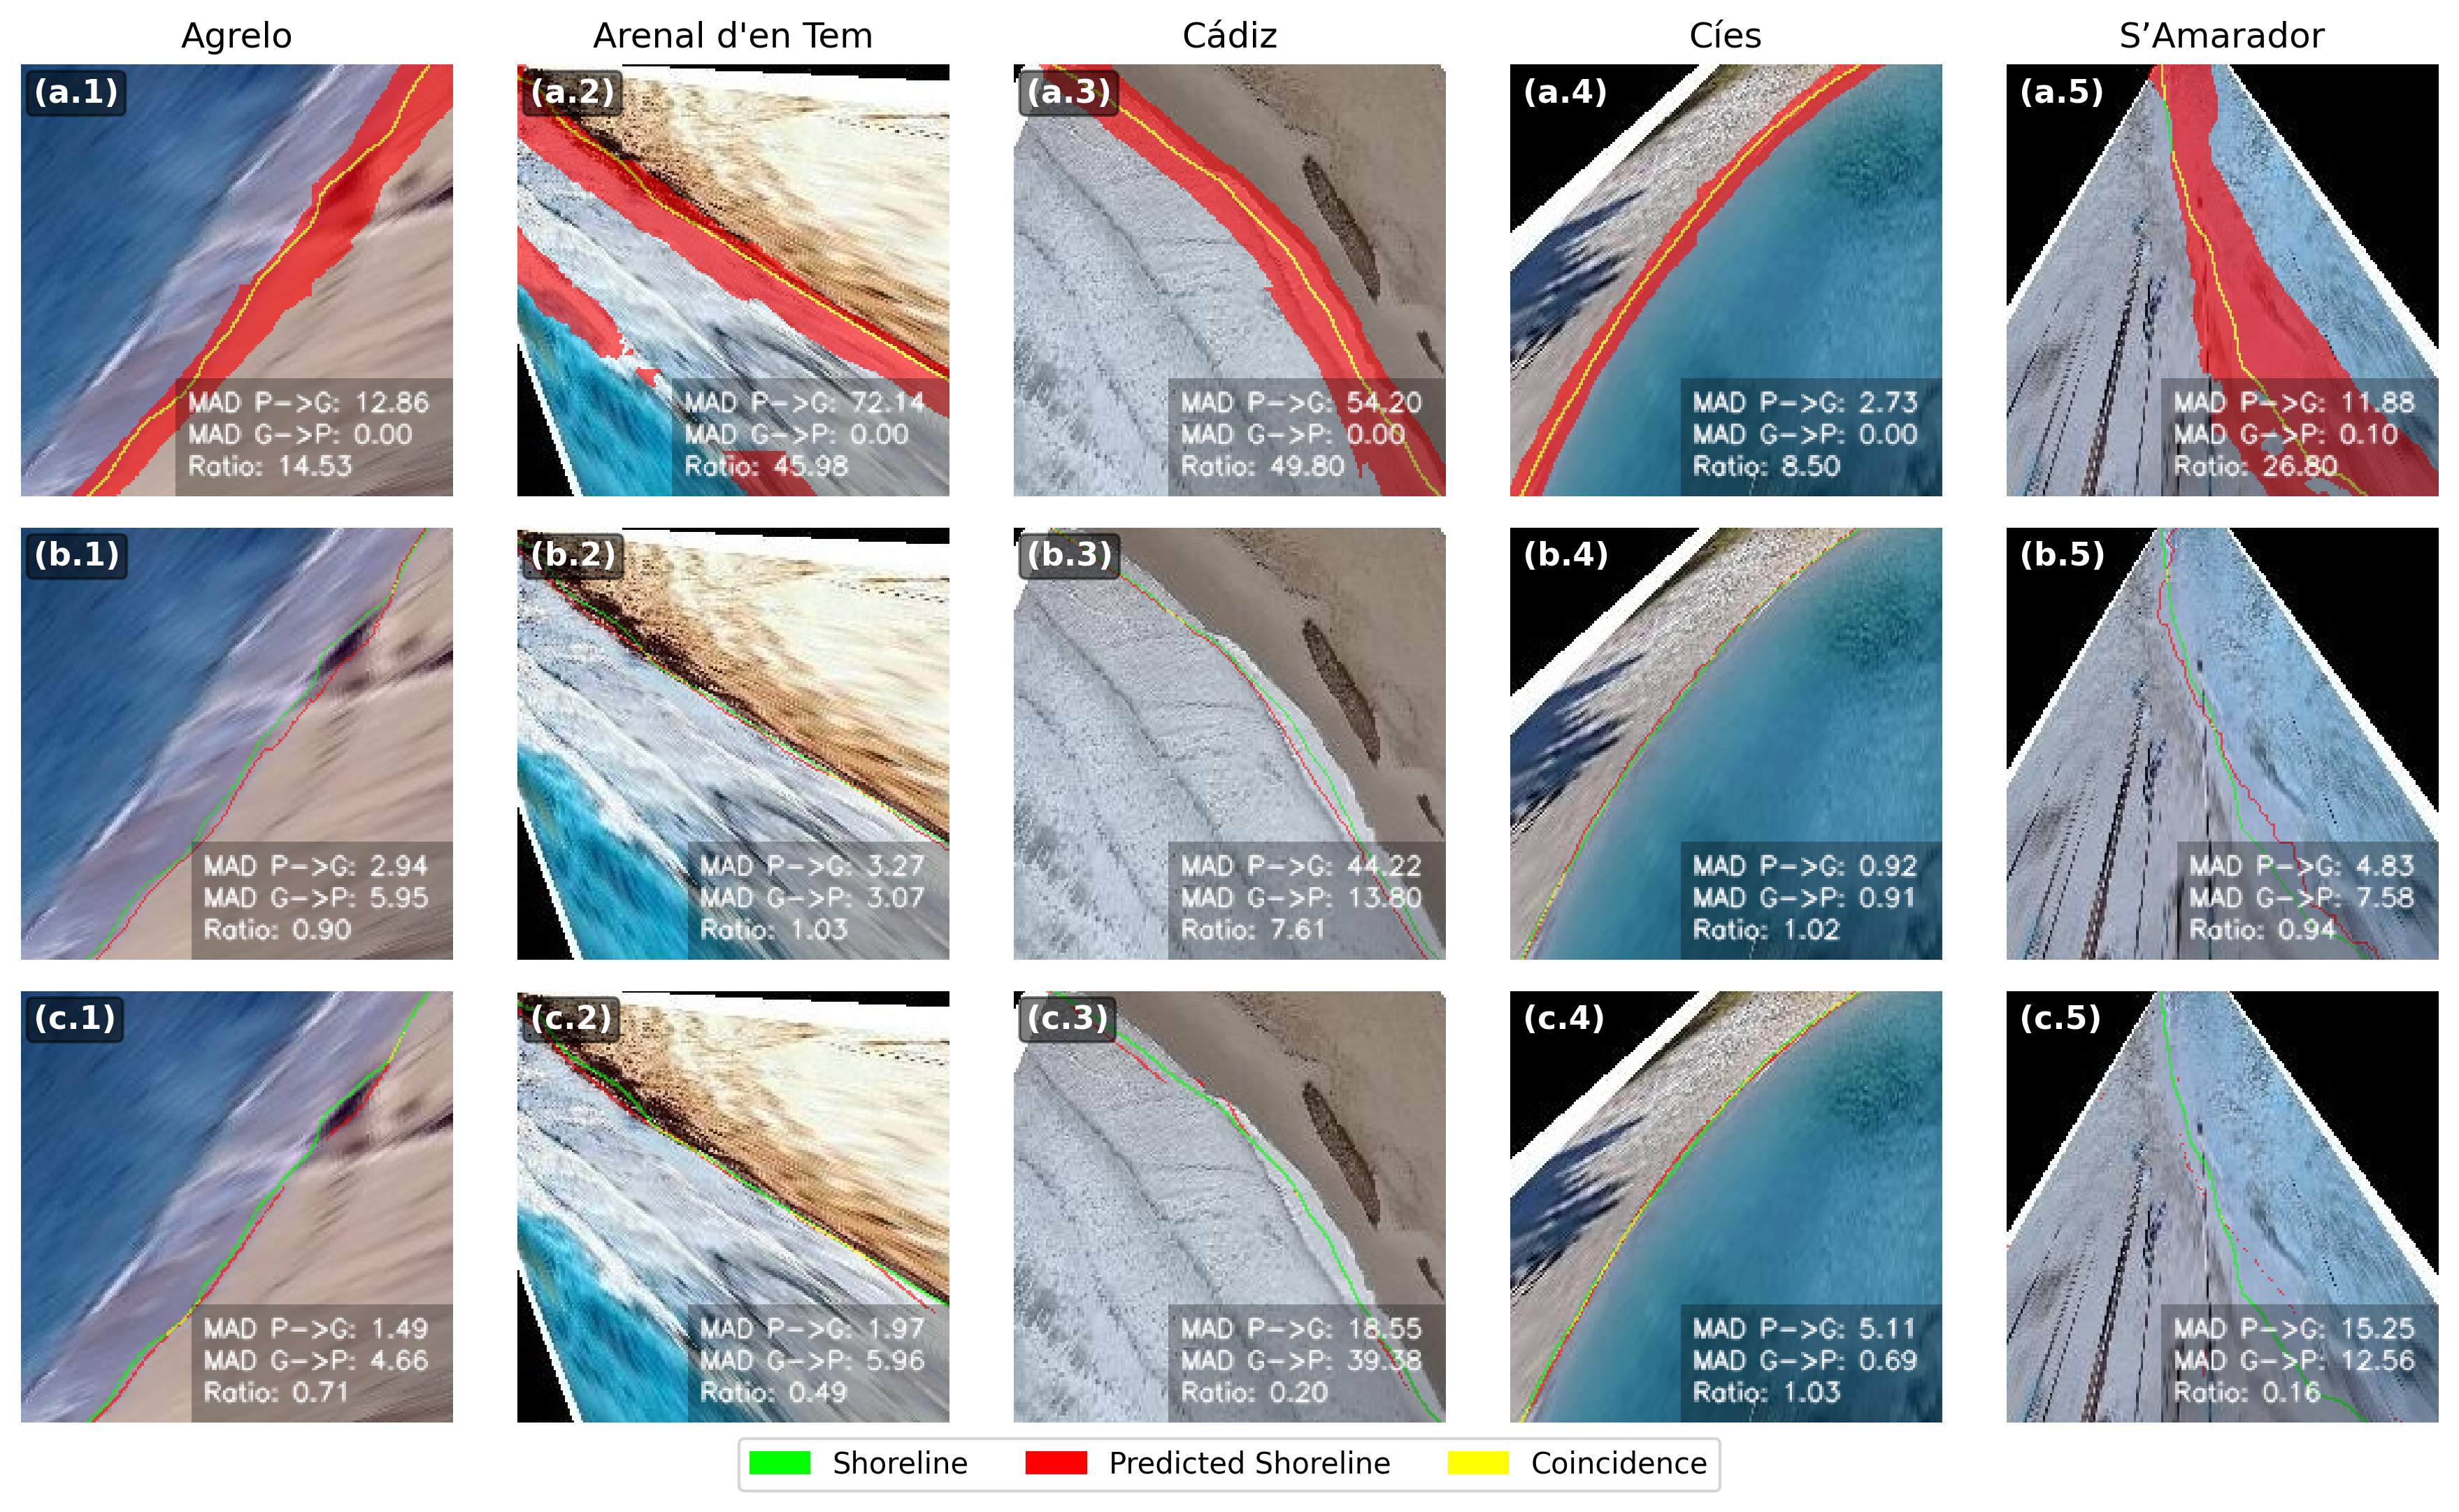 Agrelo
Arenal d'en Tem
Cádiz
Cíes
S’Amarador
(a.1)
MAD P->G: 12.86
MAD G->P: 0.00
Ratio: 14.53
(a.2)
MAD P->G: 72.14
MAD G->P: 0.00
Ratio: 45.98
(a.3)
MAD P->G: 54.20
MAD G->P: 0.00
Ratio: 49.80
(a.4)
MAD P->G: 2.73
MAD G->P: 0.00
Ratio: 8.50
(a.5)
MAD P->G: 11.88
MAD G->P: 0.10
Ratio: 26.80
(b.1)
MAD P->G: 2.94
MAD G->P: 5.95
Ratio: 0.90
(b.2)
MAD P->G: 3.27
MAD G->P: 3.07
Ratio: 1.03
(b.3)
MAD P->G: 44.22
MAD G->P: 13.80
Ratio: 7.61
(b.4)
MAD P->G: 0.92
MAD G->P: 0.91
Ratio: 1.02
(b.5)
MAD P->G: 4.83
MAD G->P: 7.58
Ratio: 0.94
(c.1)
MAD P->G: 1.49
MAD G->P: 4.66
Ratio: 0.71
(c.2)
MAD P->G: 1.97
MAD G->P: 5.96
Ratio: 0.49
(c.3)
MAD P->G: 18.55
MAD G->P: 39.38
Ratio: 0.20
(c.4)
MAD P->G: 5.11
MAD G->P: 0.69
Ratio: 1.03
(c.5)
MAD P->G: 15.25
MAD G->P: 12.56
Ratio: 0.16
Shoreline
Predicted Shoreline
Coincidence